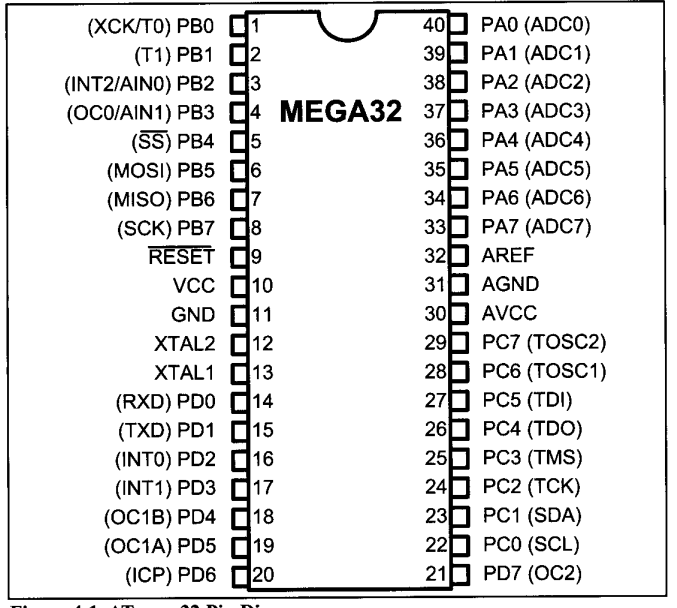 (XCK/T0) PB0 1 40 PA0 (ADC0)
(T1) PB1 2 39 PA1 (ADC1)
(INT2/AIN0) PB2 3 38 PA2 (ADC2)
(OC0/AIN1) PB3 4 MEGA32 37 PA3 (ADC3)
(SS) PB4 5 36 PA4 (ADC4)
(MOSI) PB5 6 35 PA5 (ADC5)
(MISO) PB6 7 34 PA6 (ADC6)
(SCK) PB7 8 33 PA7 (ADC7)
RESET 9 32 AREF
VCC 10 31 AGND
GND 11 30 AVCC
XTAL2 12 29 PC7 (TOSC2)
XTAL1 13 28 PC6 (TOSC1)
(RXD) PD0 14 27 PC5 (TDI)
(TXD) PD1 15 26 PC4 (TDO)
(INT0) PD2 16 25 PC3 (TMS)
(INT1) PD3 17 24 PC2 (TCK)
(OC1B) PD4 18 23 PC1 (SDA)
(OC1A) PD5 19 22 PC0 (SCL)
(ICP) PD6 20 21 PD7 (OC2)